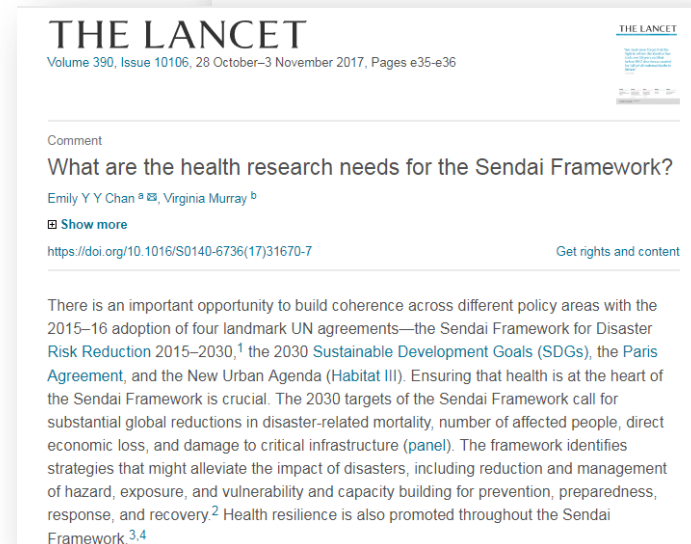 THE LANCET
Volume 390, Issue 10106, 28 October–3 November 2017, Pages e35-e36
THE LANCET
Comment
What are the health research needs for the Sendai Framework?
Emily Y Y Chan a ✉, Virginia Murray b
Show more
https://doi.org/10.1016/S0140-6736(17)31670-7
Get rights and content
There is an important opportunity to build coherence across different policy areas with the
2015–16 adoption of four landmark UN agreements—the Sendai Framework for Disaster
Risk Reduction 2015–2030,1 the 2030 Sustainable Development Goals (SDGs), the Paris
Agreement, and the New Urban Agenda (Habitat III). Ensuring that health is at the heart of
the Sendai Framework is crucial. The 2030 targets of the Sendai Framework call for
substantial global reductions in disaster-related mortality, number of affected people, direct
economic loss, and damage to critical infrastructure (panel). The framework identifies
strategies that might alleviate the impact of disasters, including reduction and management
of hazard, exposure, and vulnerability and capacity building for prevention, preparedness,
response, and recovery.2 Health resilience is also promoted throughout the Sendai
Framework.3,4